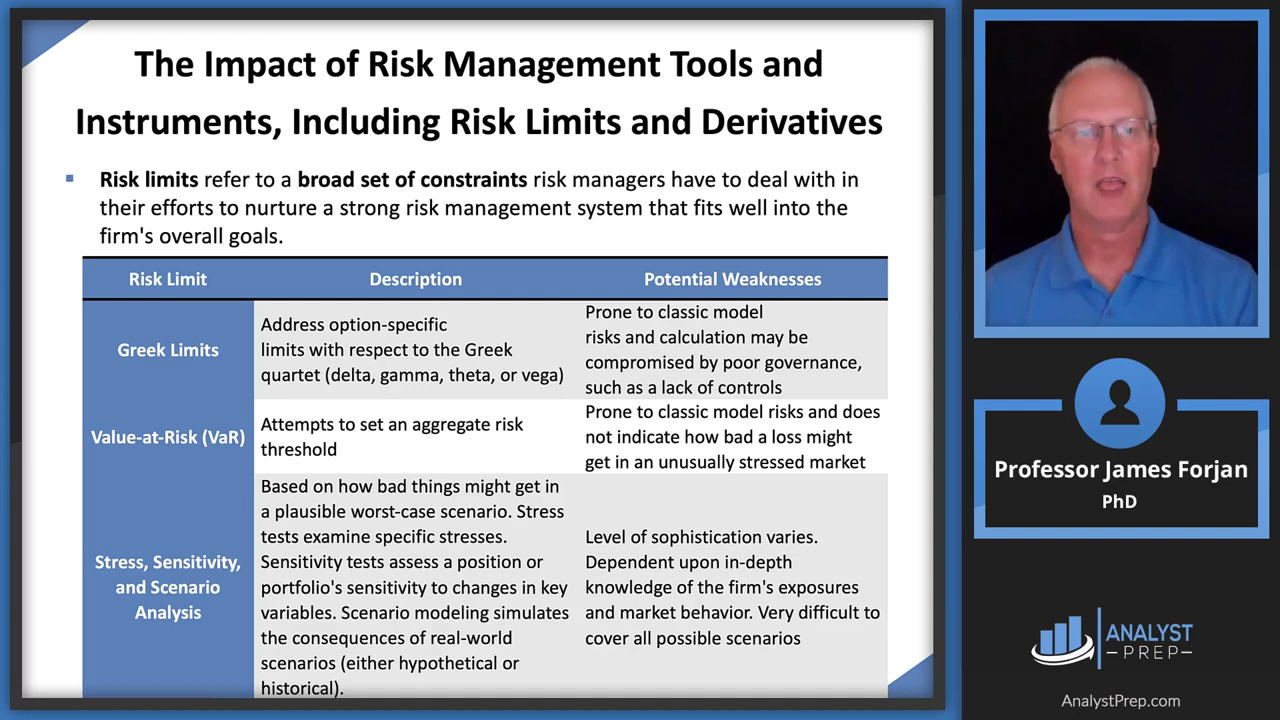 The Impact of Risk Management Tools and
Instruments, Including Risk Limits and Derivatives
Risk limits refer to a broad set of constraints risk managers have to deal with in
their efforts to nurture a strong risk management system that fits well into the
firm's overall goals.
Risk Limit
Description
Potential Weaknesses
Greek Limits
Address option-specific
limits with respect to the Greek
quartet (delta, gamma, theta, or vega)
Prone to classic model
risks and calculation may be
compromised by poor governance,
such as a lack of controls
Value-at-Risk (VaR)
Attempts to set an aggregate risk
threshold
Prone to classic model risks and does
not indicate how bad a loss might
get in an unusually stressed market
Stress, Sensitivity,
and Scenario
Analysis
Based on how bad things might get in
a plausible worst-case scenario. Stress
tests examine specific stresses.
Sensitivity tests assess a position or
portfolio's sensitivity to changes in key
variables. Scenario modeling simulates
the consequences of real-world
scenarios (either hypothetical or
historical).
Level of sophistication varies.
Dependent upon in-depth
knowledge of the firm's exposures
and market behavior. Very difficult to
cover all possible scenarios
Professor James Forjan
PhD
ANALYST
PREP
AnalystPrep.com